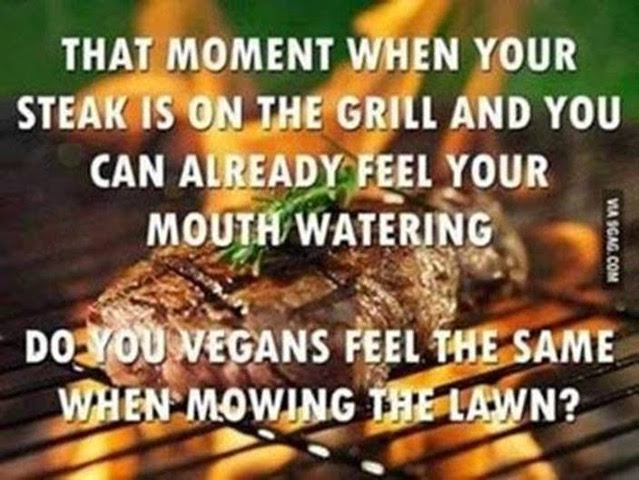 THAT MOMENT WHEN YOUR
STEAK IS ON THE GRILL AND YOU
CAN ALREADY FEEL YOUR
MOUTH WATERING
VIA 9GAG.COM
DO YOU VEGANS FEEL THE SAME
WHEN MOWING THE LAWN?